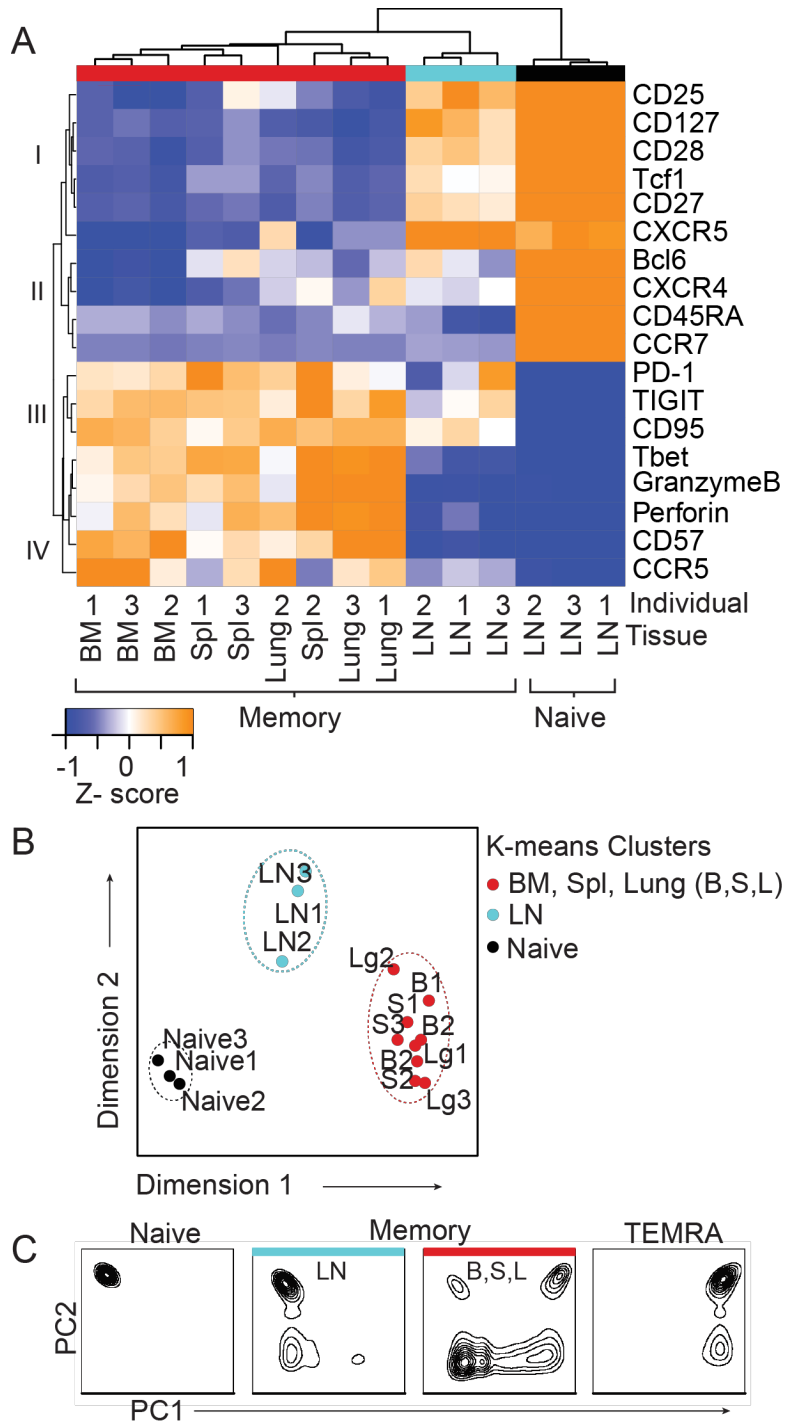 A
CD25
CD127
CD28
Tcf1
CD27
CXCR5
Bcl6
CXCR4
CD45RA
CCR7
PD-1
TIGIT
CD95
Tbet
GranzymeB
Perforin
CD57
CCR5
I
II
III
IV
1 3 2 1 3 2 2 3 1 2 1 3 2 3 1 Individual
BM BM BM Spl Spl Lung Spl Lung Lung LN LN LN LN LN LN Tissue
Memory Naive
-1 0 1
Z- score
B
K-means Clusters
BM, Spl, Lung (B,S,L)
LN
Naive
LN3
LN1
LN2
Lg2
B1
S1
S3 B2
Lg1
B2
S2
Lg3
Naive3
Naive1
Naive2
Dimension 2
Dimension 1
C
Naive Memory TEMRA
LN B,S,L
PC2
PC1